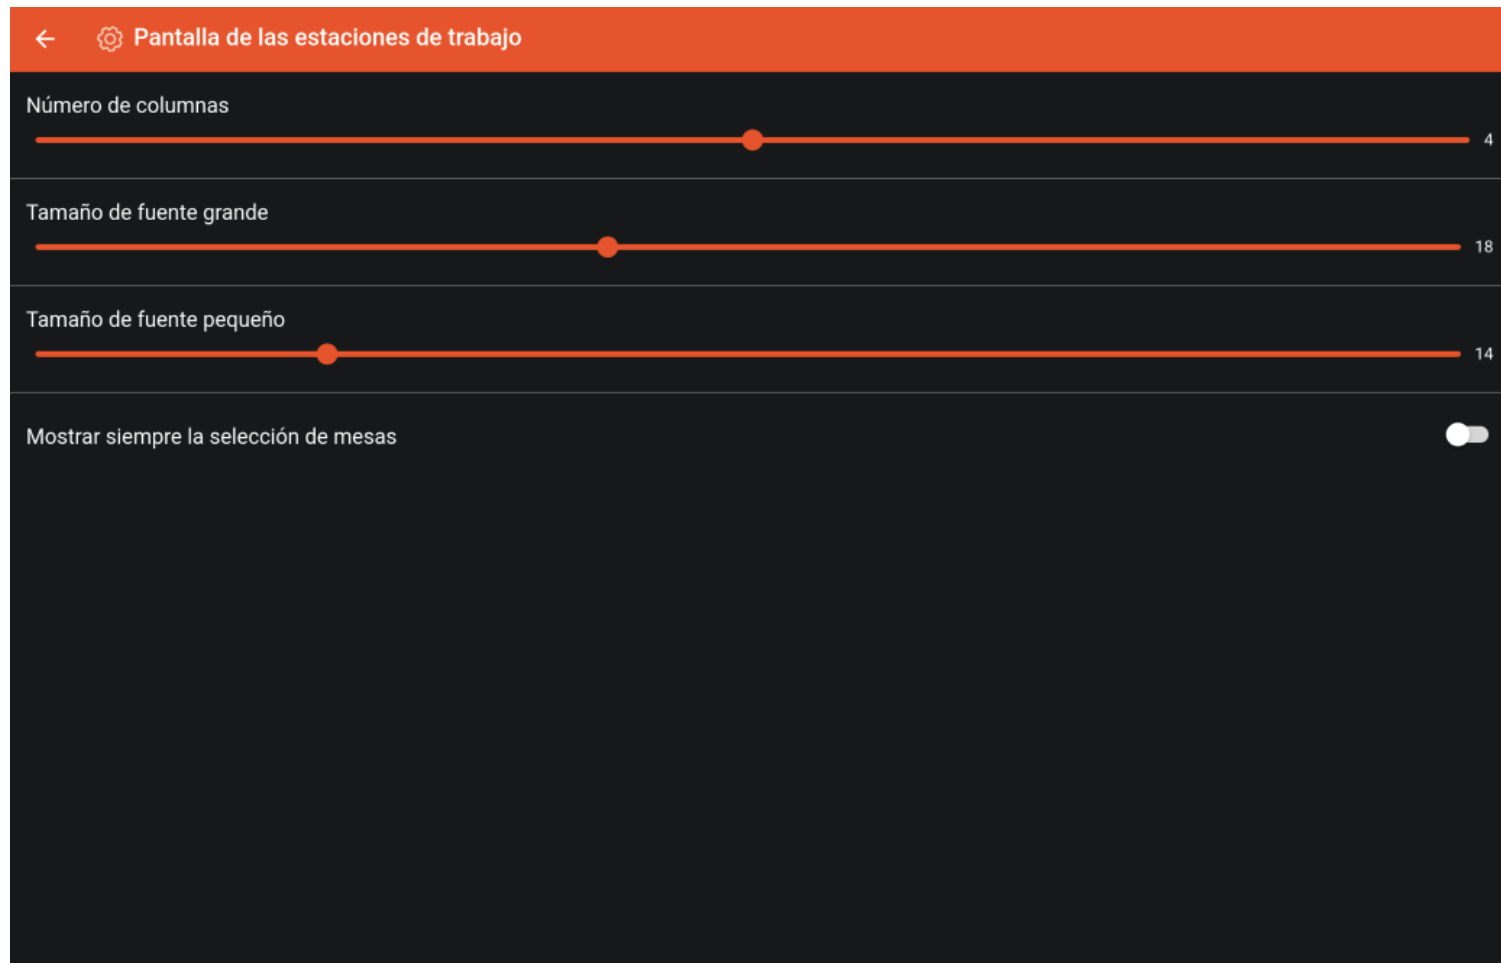 Pantalla de las estaciones de trabajo
Número de columnas
4
Tamaño de fuente grande
18
Tamaño de fuente pequeño
14
Mostrar siempre la selección de mesas